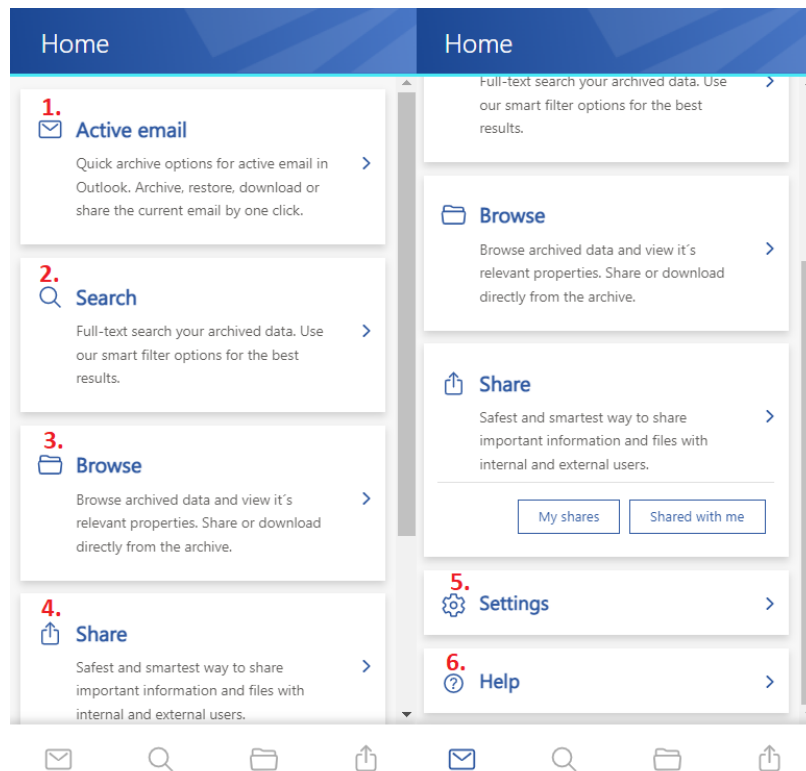 Home
1.
Active email
Quick archive options for active email in
Outlook. Archive, restore, download or
share the current email by one click.
2.
Search
Full-text search your archived data. Use
our smart filter options for the best
results.
3.
Browse
Browse archived data and view it´s
relevant properties. Share or download
directly from the archive.
4.
Share
Safest and smartest way to share
important information and files with
internal and external users.
Home
Full-text search your archived data. Use
our smart filter options for the best
results.
Browse
Browse archived data and view it´s
relevant properties. Share or download
directly from the archive.
Share
Safest and smartest way to share
important information and files with
internal and external users.
My shares
Shared with me
5.
Settings
6.
Help